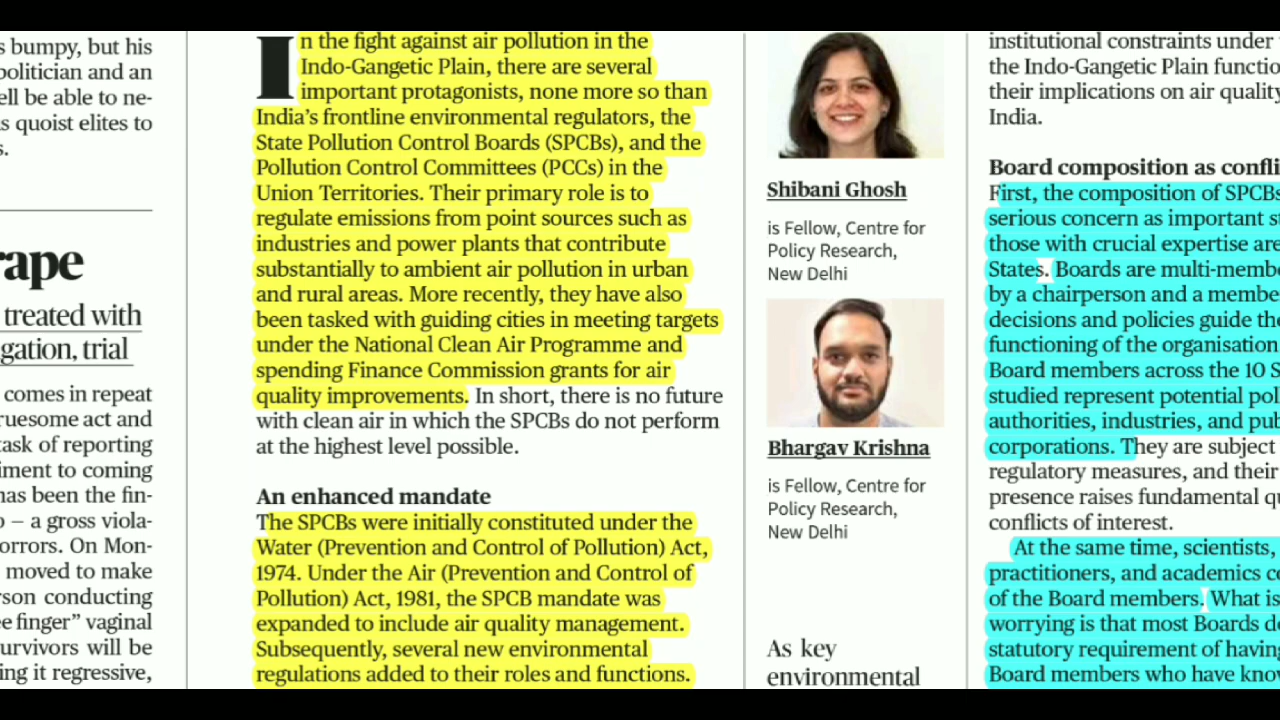 s bumpy, but his
politician and an
ell be able to ne-
s quoist elites to
s.
rape
treated with
gation, trial
comes in repeat
ruesome act and
task of reporting
iment to coming
has been the fin-
o – a gross viola-
orrors. On Mon-
moved to make
rson conducting
e finger” vaginal
urvivors will be
ing it regressive,
In the fight against air pollution in the
Indo-Gangetic Plain, there are several
important protagonists, none more so than
India’s frontline environmental regulators, the
State Pollution Control Boards (SPCBs), and the
Pollution Control Committees (PCCs) in the
Union Territories. Their primary role is to
regulate emissions from point sources such as
industries and power plants that contribute
substantially to ambient air pollution in urban
and rural areas. More recently, they have also
been tasked with guiding cities in meeting targets
under the National Clean Air Programme and
spending Finance Commission grants for air
quality improvements. In short, there is no future
with clean air in which the SPCBs do not perform
at the highest level possible.
An enhanced mandate
The SPCBs were initially constituted under the
Water (Prevention and Control of Pollution) Act,
1974. Under the Air (Prevention and Control of
Pollution) Act, 1981, the SPCB mandate was
expanded to include air quality management.
Subsequently, several new environmental
regulations added to their roles and functions.
Shibani Ghosh
is Fellow, Centre for
Policy Research,
New Delhi
Bhargav Krishna
is Fellow, Centre for
Policy Research,
New Delhi
As key
environmental
institutional constraints under
the Indo-Gangetic Plain functio
their implications on air quality
India.
Board composition as confli
First, the composition of SPCBs
serious concern as important s
those with crucial expertise are
States. Boards are multi-membe
by a chairperson and a membe
decisions and policies guide the
functioning of the organisation
Board members across the 10 S
studied represent potential pol
authorities, industries, and pub
corporations. They are subject
regulatory measures, and their
presence raises fundamental qu
conflicts of interest.
At the same time, scientists,
practitioners, and academics co
of the Board members. What is
worrying is that most Boards do
statutory requirement of having
Board members who have know